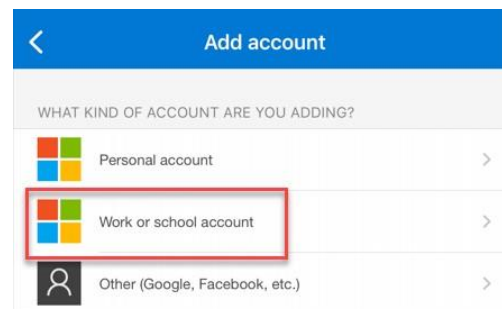 Add account
WHAT KIND OF ACCOUNT ARE YOU ADDING?
Personal account
Work or school account
Other (Google, Facebook, etc.)